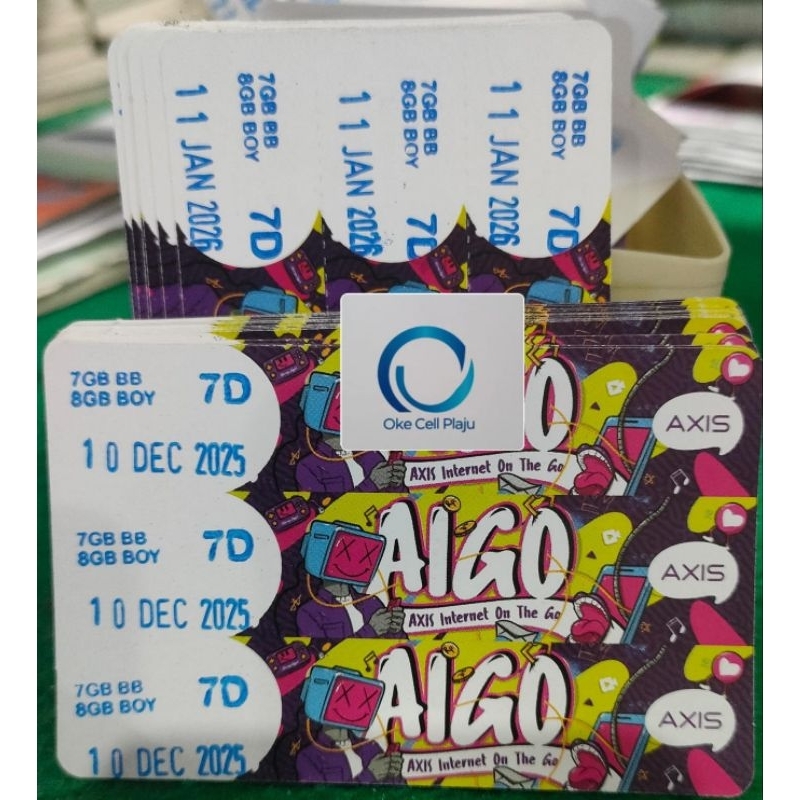 7GB BB
8GB BOY
7D
11 JAN 2026
7GB BB
8GB BOY
7D
11 JAN 2026
7GB BB
8GB BOY
7D
11 JAN 2026
Oke Cell Plaju
7GB BB
8GB BOY
7D
10 DEC 2025
AXIS Internet On The Go
AXIS
7GB BB
8GB BOY
7D
10 DEC 2025
AIGO
AXIS Internet On The Go
AXIS
7GB BB
8GB BOY
7D
10 DEC 2025
AIGO
AXIS Internet On The Go
AXIS